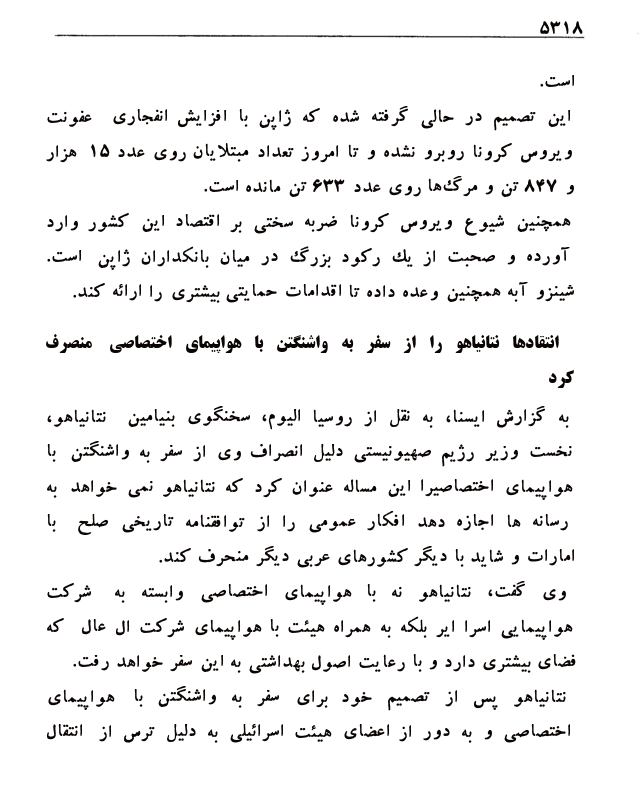 ۵۳۱۸
است.
این تصمیم در حالی گرفته شده که ژاپن با افزایش انفجاری عفونت
ویروس کرونا روبرو نشده و تا امروز تعداد مبتلایان روی عدد ۱۵ هزار
و ۸۴۷ تن و مرگ‌ها روی عدد ۶۳۳ تن مانده است.
همچنین شیوع ویروس کرونا ضربه سختی بر اقتصاد این کشور وارد
آورده و صحبت از یك رکود بزرگ در میان بانکداران ژاپن است.
شینزو آبه همچنین وعده داده تا اقدامات حمایتی بیشتری را ارائه کند.
انتقادها نتانیاهو را از سفر به واشنگتن با هواپیمای اختصاصی منصرف
کرد
به گزارش ایسنا، به نقل از روسیا الیوم، سخنگوی بنیامین نتانیاهو،
نخست وزیر رژیم صهیونیستی دلیل انصراف وی از سفر به واشنگتن با
هواپیمای اختصاصیرا این مساله عنوان کرد که نتانیاهو نمی خواهد به
رسانه ها اجازه دهد افکار عمومی را از توافقنامه تاریخی صلح با
امارات و شاید با دیگر کشورهای عربی دیگر منحرف کند.
وی گفت، نتانیاهو نه با هواپیمای اختصاصی وابسته به شرکت
هواپیمایی اسرا ایر بلکه به همراه هیئت با هواپیمای شرکت ال عال که
فضای بیشتری دارد و با رعایت اصول بهداشتی به این سفر خواهد رفت.
نتانیاهو پس از تصمیم خود برای سفر به واشنگتن با هواپیمای
اختصاصی و به دور از اعضای هیئت اسرائیلی به دلیل ترس از انتقال